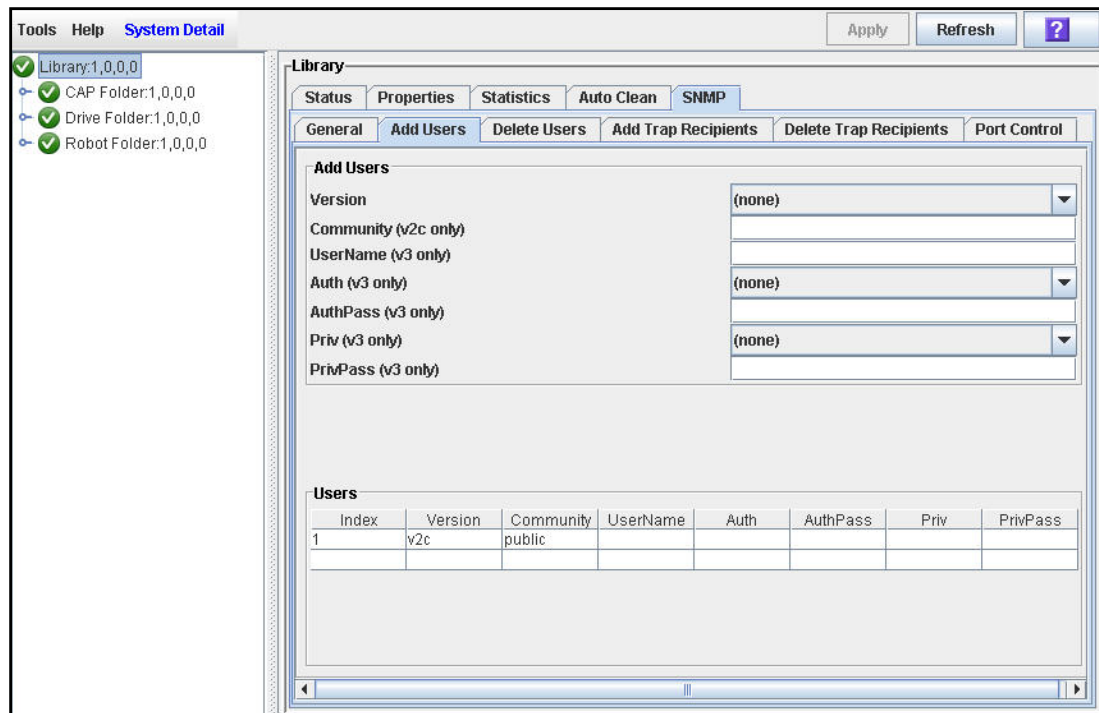 Tools Help System Detail Apply Refresh ?
Library:1,0,0,0
CAP Folder:1,0,0,0
Drive Folder:1,0,0,0
Robot Folder:1,0,0,0
Library
Status Properties Statistics Auto Clean SNMP
General Add Users Delete Users Add Trap Recipients Delete Trap Recipients Port Control
Add Users
Version (none)
Community (v2c only)
UserName (v3 only)
Auth (v3 only) (none)
AuthPass (v3 only)
Priv (v3 only) (none)
PrivPass (v3 only)
Users
Index Version Community UserName Auth AuthPass Priv PrivPass
1 v2c public